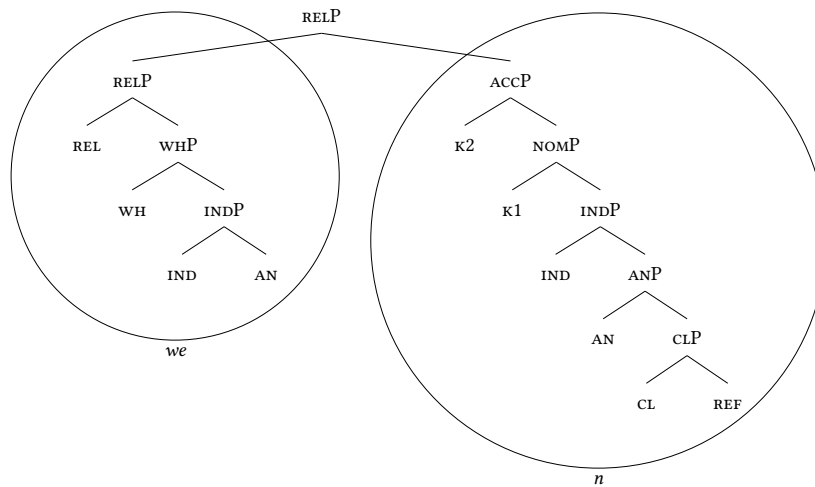 RELP
RELP ACCP
REL WHP K2 NOMP
WH INDP K1 INDP
IND AN IND ANP
we AN CLP
CL REF
n